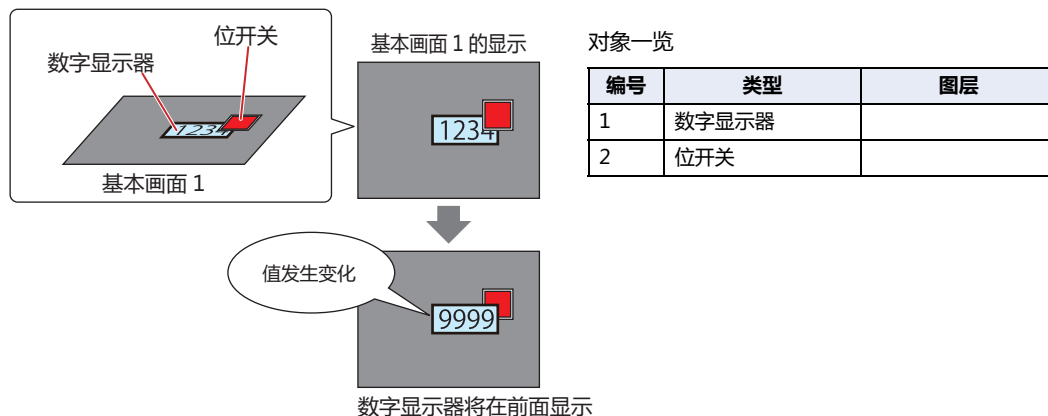 位开关
数字显示器
1234
基本画面 1
基本画面 1 的显示
1234
值发生变化
9999
数字显示器将在前面显示
对象一览
编号 类型 图层
1 数字显示器
2 位开关